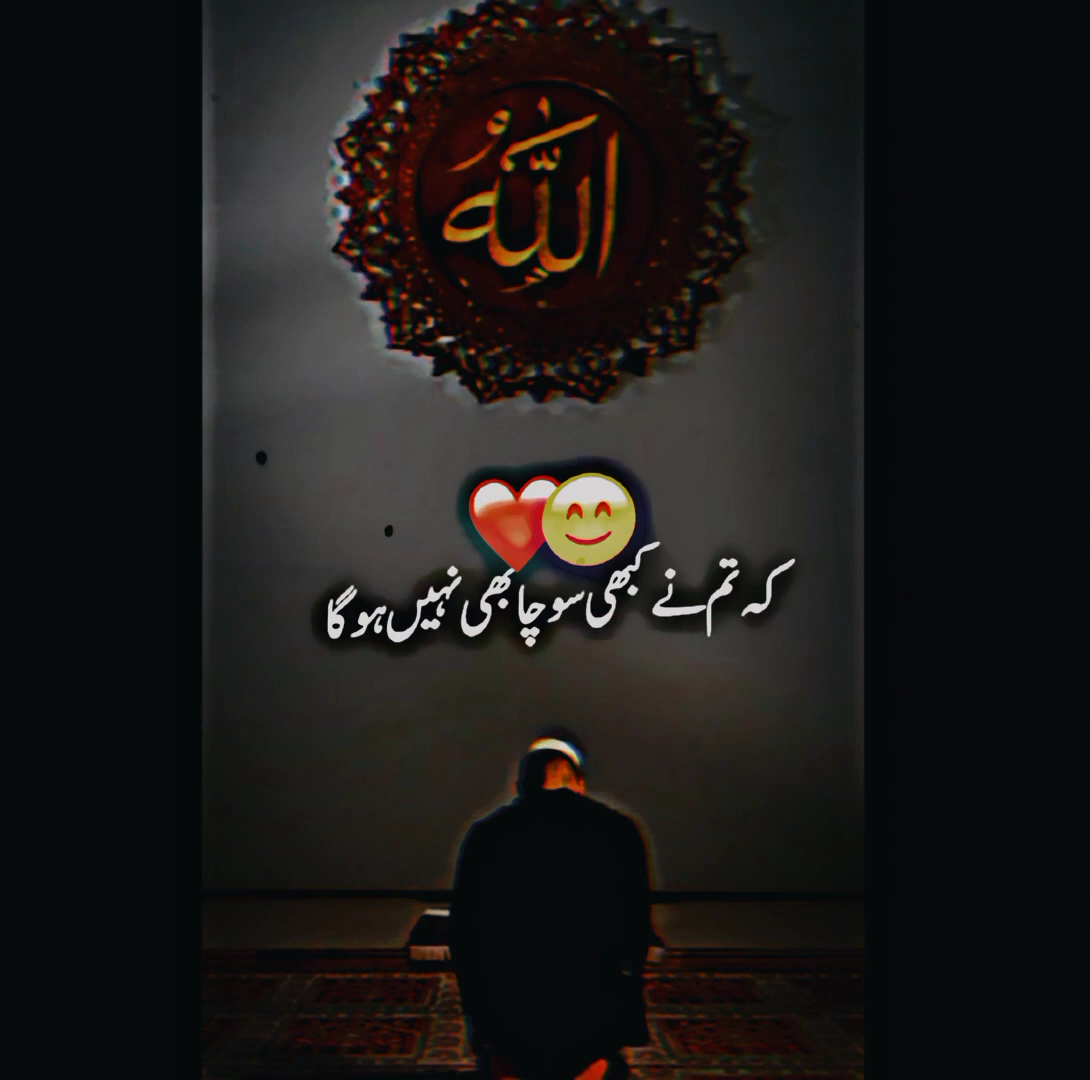 اللهُ
کہ تم نے کبھی سوچا بھی نہیں ہو گا